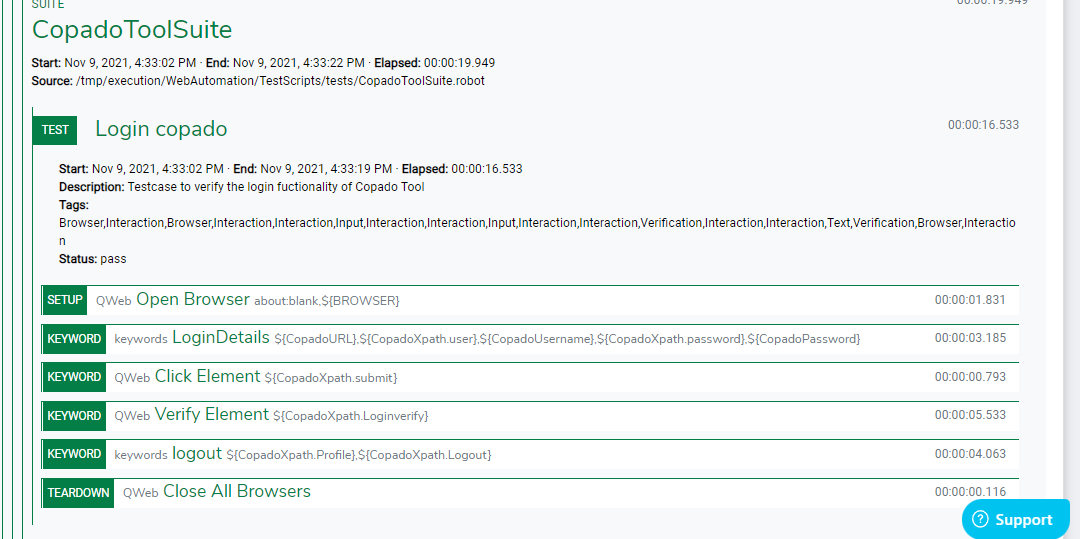 SUITE 00:00:19.949
CopadoToolSuite
Start: Nov 9, 2021, 4:33:02 PM · End: Nov 9, 2021, 4:33:22 PM · Elapsed: 00:00:19.949
Source: /tmp/execution/WebAutomation/TestScripts/tests/CopadoToolSuite.robot
TEST Login copado 00:00:16.533
Start: Nov 9, 2021, 4:33:02 PM · End: Nov 9, 2021, 4:33:19 PM · Elapsed: 00:00:16.533
Description: Testcase to verify the login fuctionality of Copado Tool
Tags:
Browser,Interaction,Browser,Interaction,Interaction,Input,Interaction,Interaction,Input,Interaction,Interaction,Verification,Interaction,Interaction,Text,Verification,Browser,Interactio
n
Status: pass
SETUP QWeb Open Browser about:blank,${BROWSER} 00:00:01.831
KEYWORD keywords LoginDetails ${CopadoURL},${CopadoXpath.user},${CopadoUsername},${CopadoXpath.password},${CopadoPassword} 00:00:03.185
KEYWORD QWeb Click Element ${CopadoXpath.submit} 00:00:00.793
KEYWORD QWeb Verify Element ${CopadoXpath.Loginverify} 00:00:05.533
KEYWORD keywords logout ${CopadoXpath.Profile},${CopadoXpath.Logout} 00:00:04.063
TEARDOWN QWeb Close All Browsers 00:00:00.116
? Support